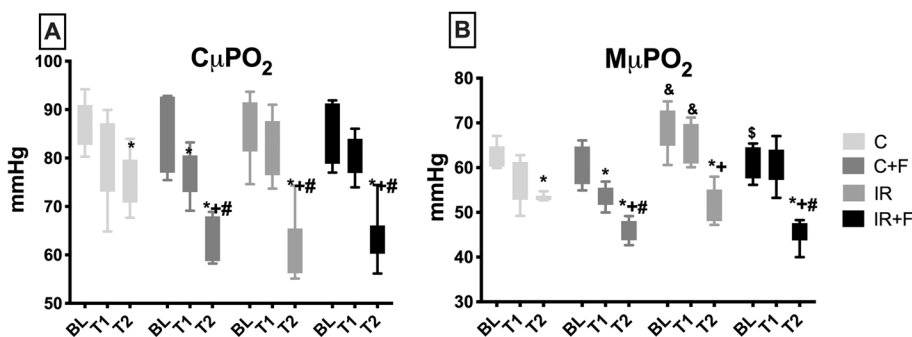 A
CμPO2
mmHg
100
90
80
70
60
50
*
*
*+#
*+#
*+#
BL T1 T2 BL T1 T2 BL T1 T2 BL T1 T2
B
MμPO2
mmHg
80
70
60
50
40
30
*
*
*+#
&
&
*+
$
*+#
BL T1 T2 BL T1 T2 BL T1 T2 BL T1 T2
C
C+F
IR
IR+F